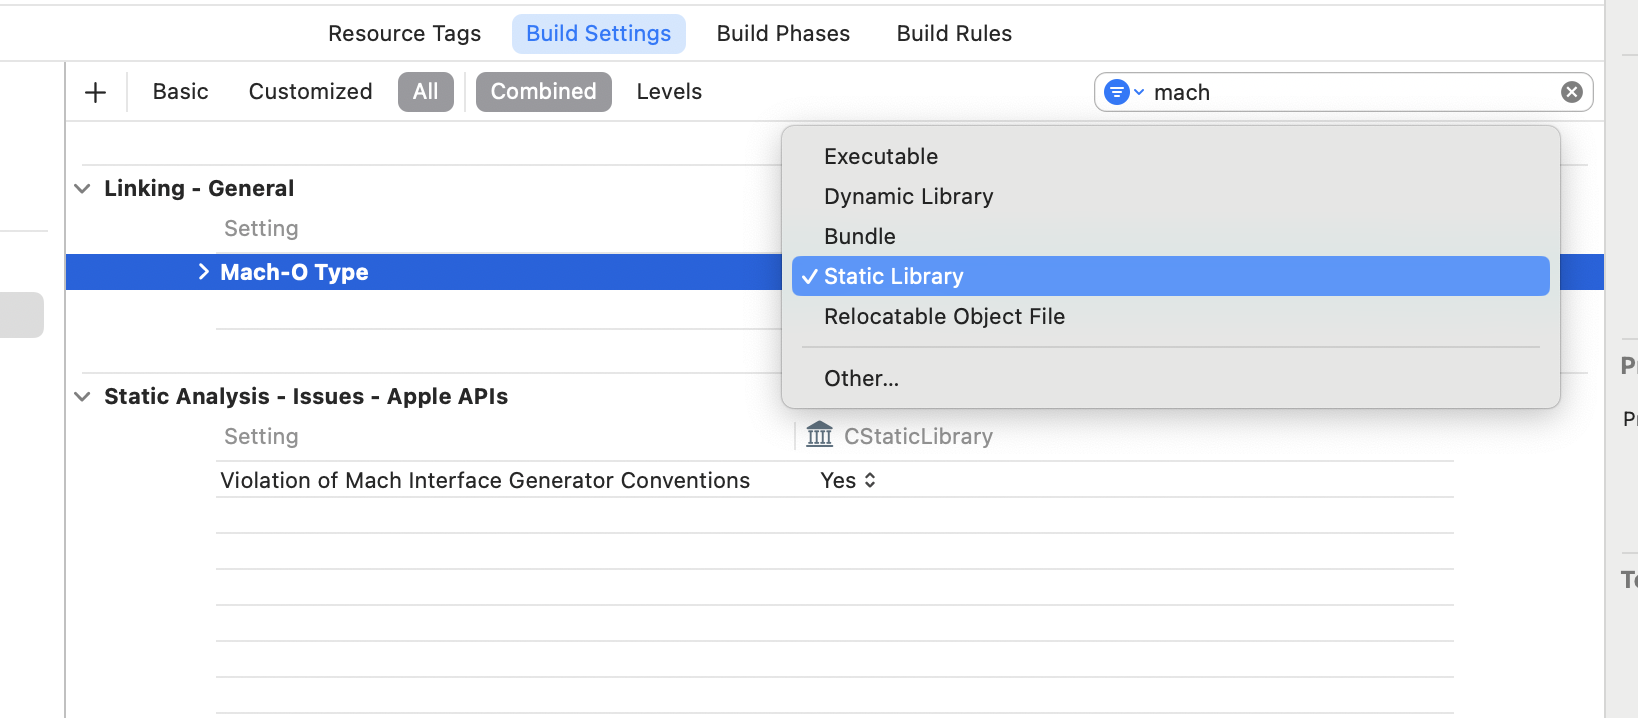 Resource Tags Build Settings Build Phases Build Rules
Basic Customized All Combined Levels mach
Executable
Dynamic Library
Bundle
Static Library
Relocatable Object File
Other...
Linking - General
Setting
Mach-O Type
Static Analysis - Issues - Apple APIs
Setting CStaticLibrary
Violation of Mach Interface Generator Conventions Yes